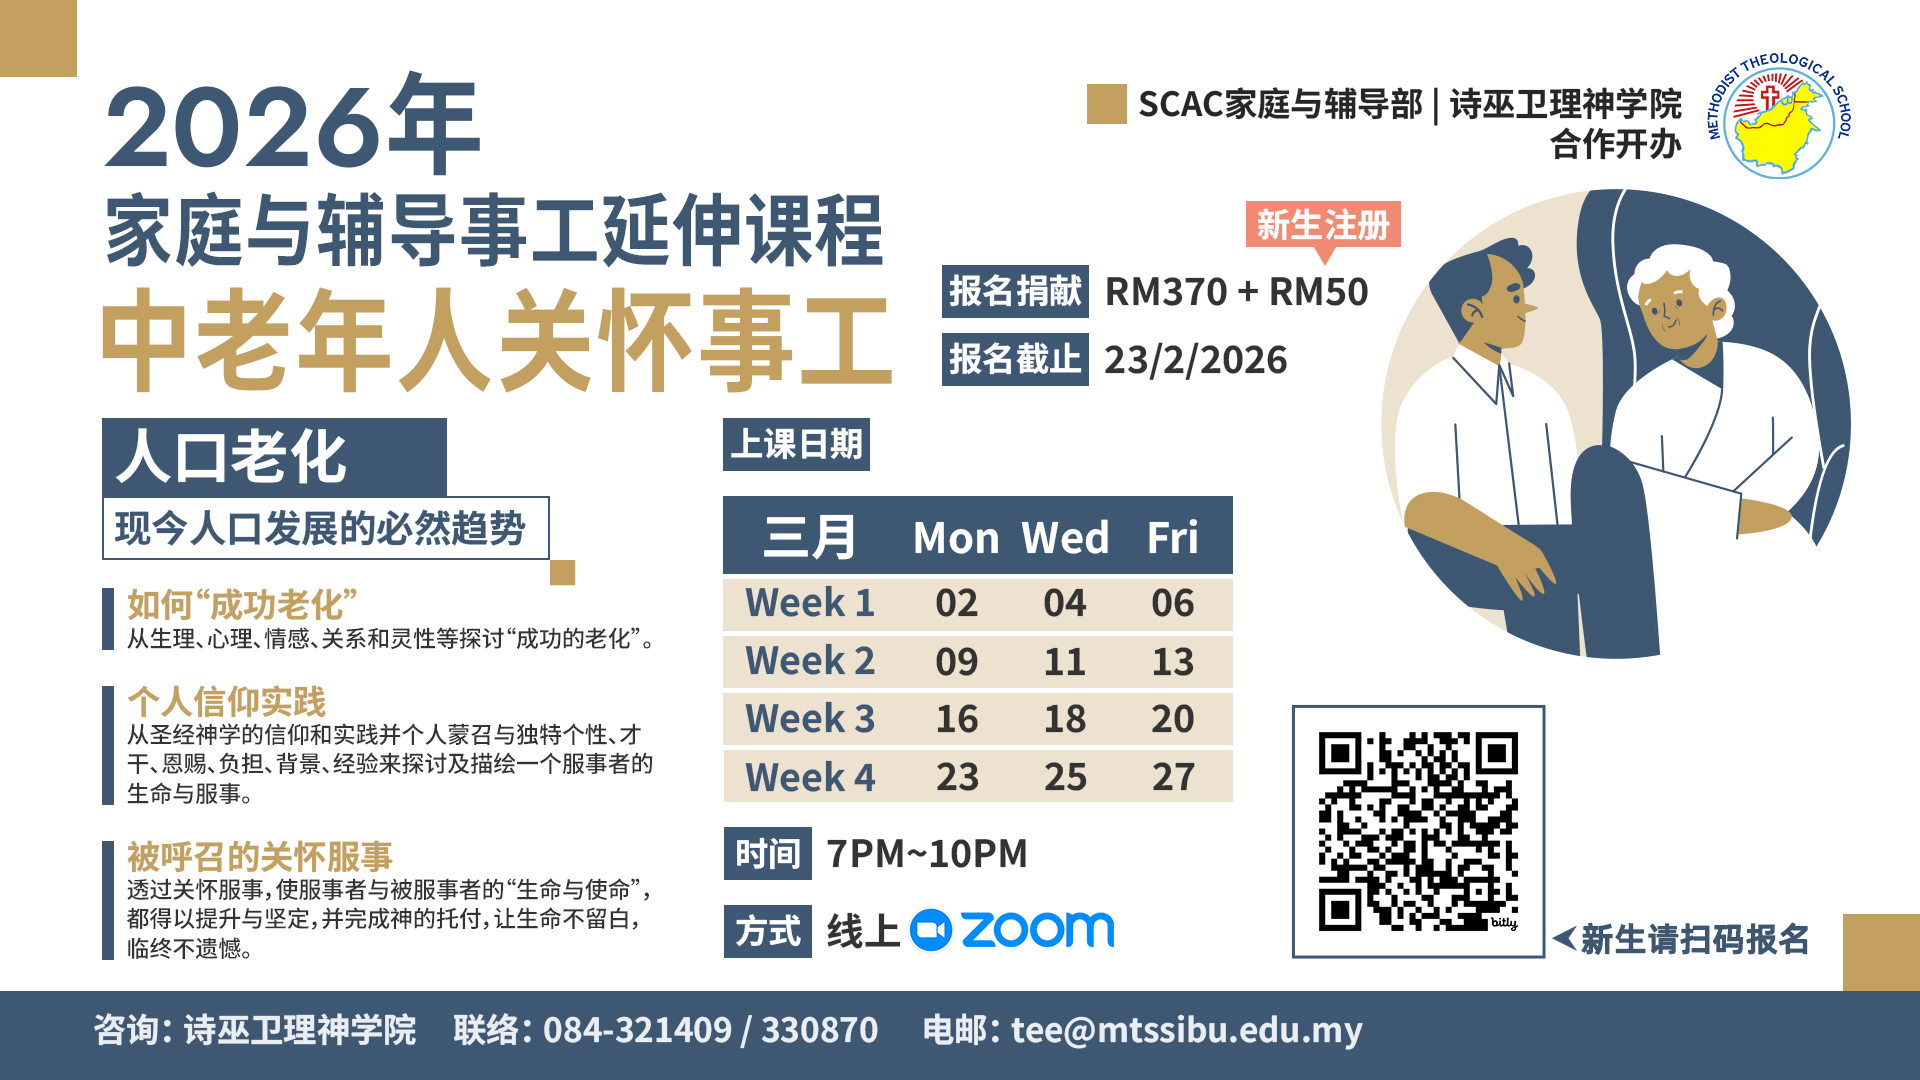 2026年
家庭与辅导事工延伸课程
中老年人关怀事工
SCAC家庭与辅导部 | 诗巫卫理神学院
合作开办
METHODIST THEOLOGICAL SCHOOL
新生注册
报名捐献 RM370 + RM50
报名截止 23/2/2026
人口老化
现今人口发展的必然趋势
如何“成功老化”
从生理、心理、情感、关系和灵性等探讨“成功的老化”。
个人信仰实践
从圣经神学的信仰和实践并个人蒙召与独特个性、才
干、恩赐、负担、背景、经验来探讨及描绘一个服事者的
生命与服事。
被呼召的关怀服事
透过关怀服事,使服事者与被服事者的“生命与使命”,
都得以提升与坚定,并完成神的托付,让生命不留白,
临终不遗憾。
上课日期
三月 Mon Wed Fri
Week 1 02 04 06
Week 2 09 11 13
Week 3 16 18 20
Week 4 23 25 27
时间 7PM~10PM
方式 线上 zoom
bitly
新生请扫码报名
咨询：诗巫卫理神学院 联络：084-321409 / 330870 电邮：tee@mtssibu.edu.my